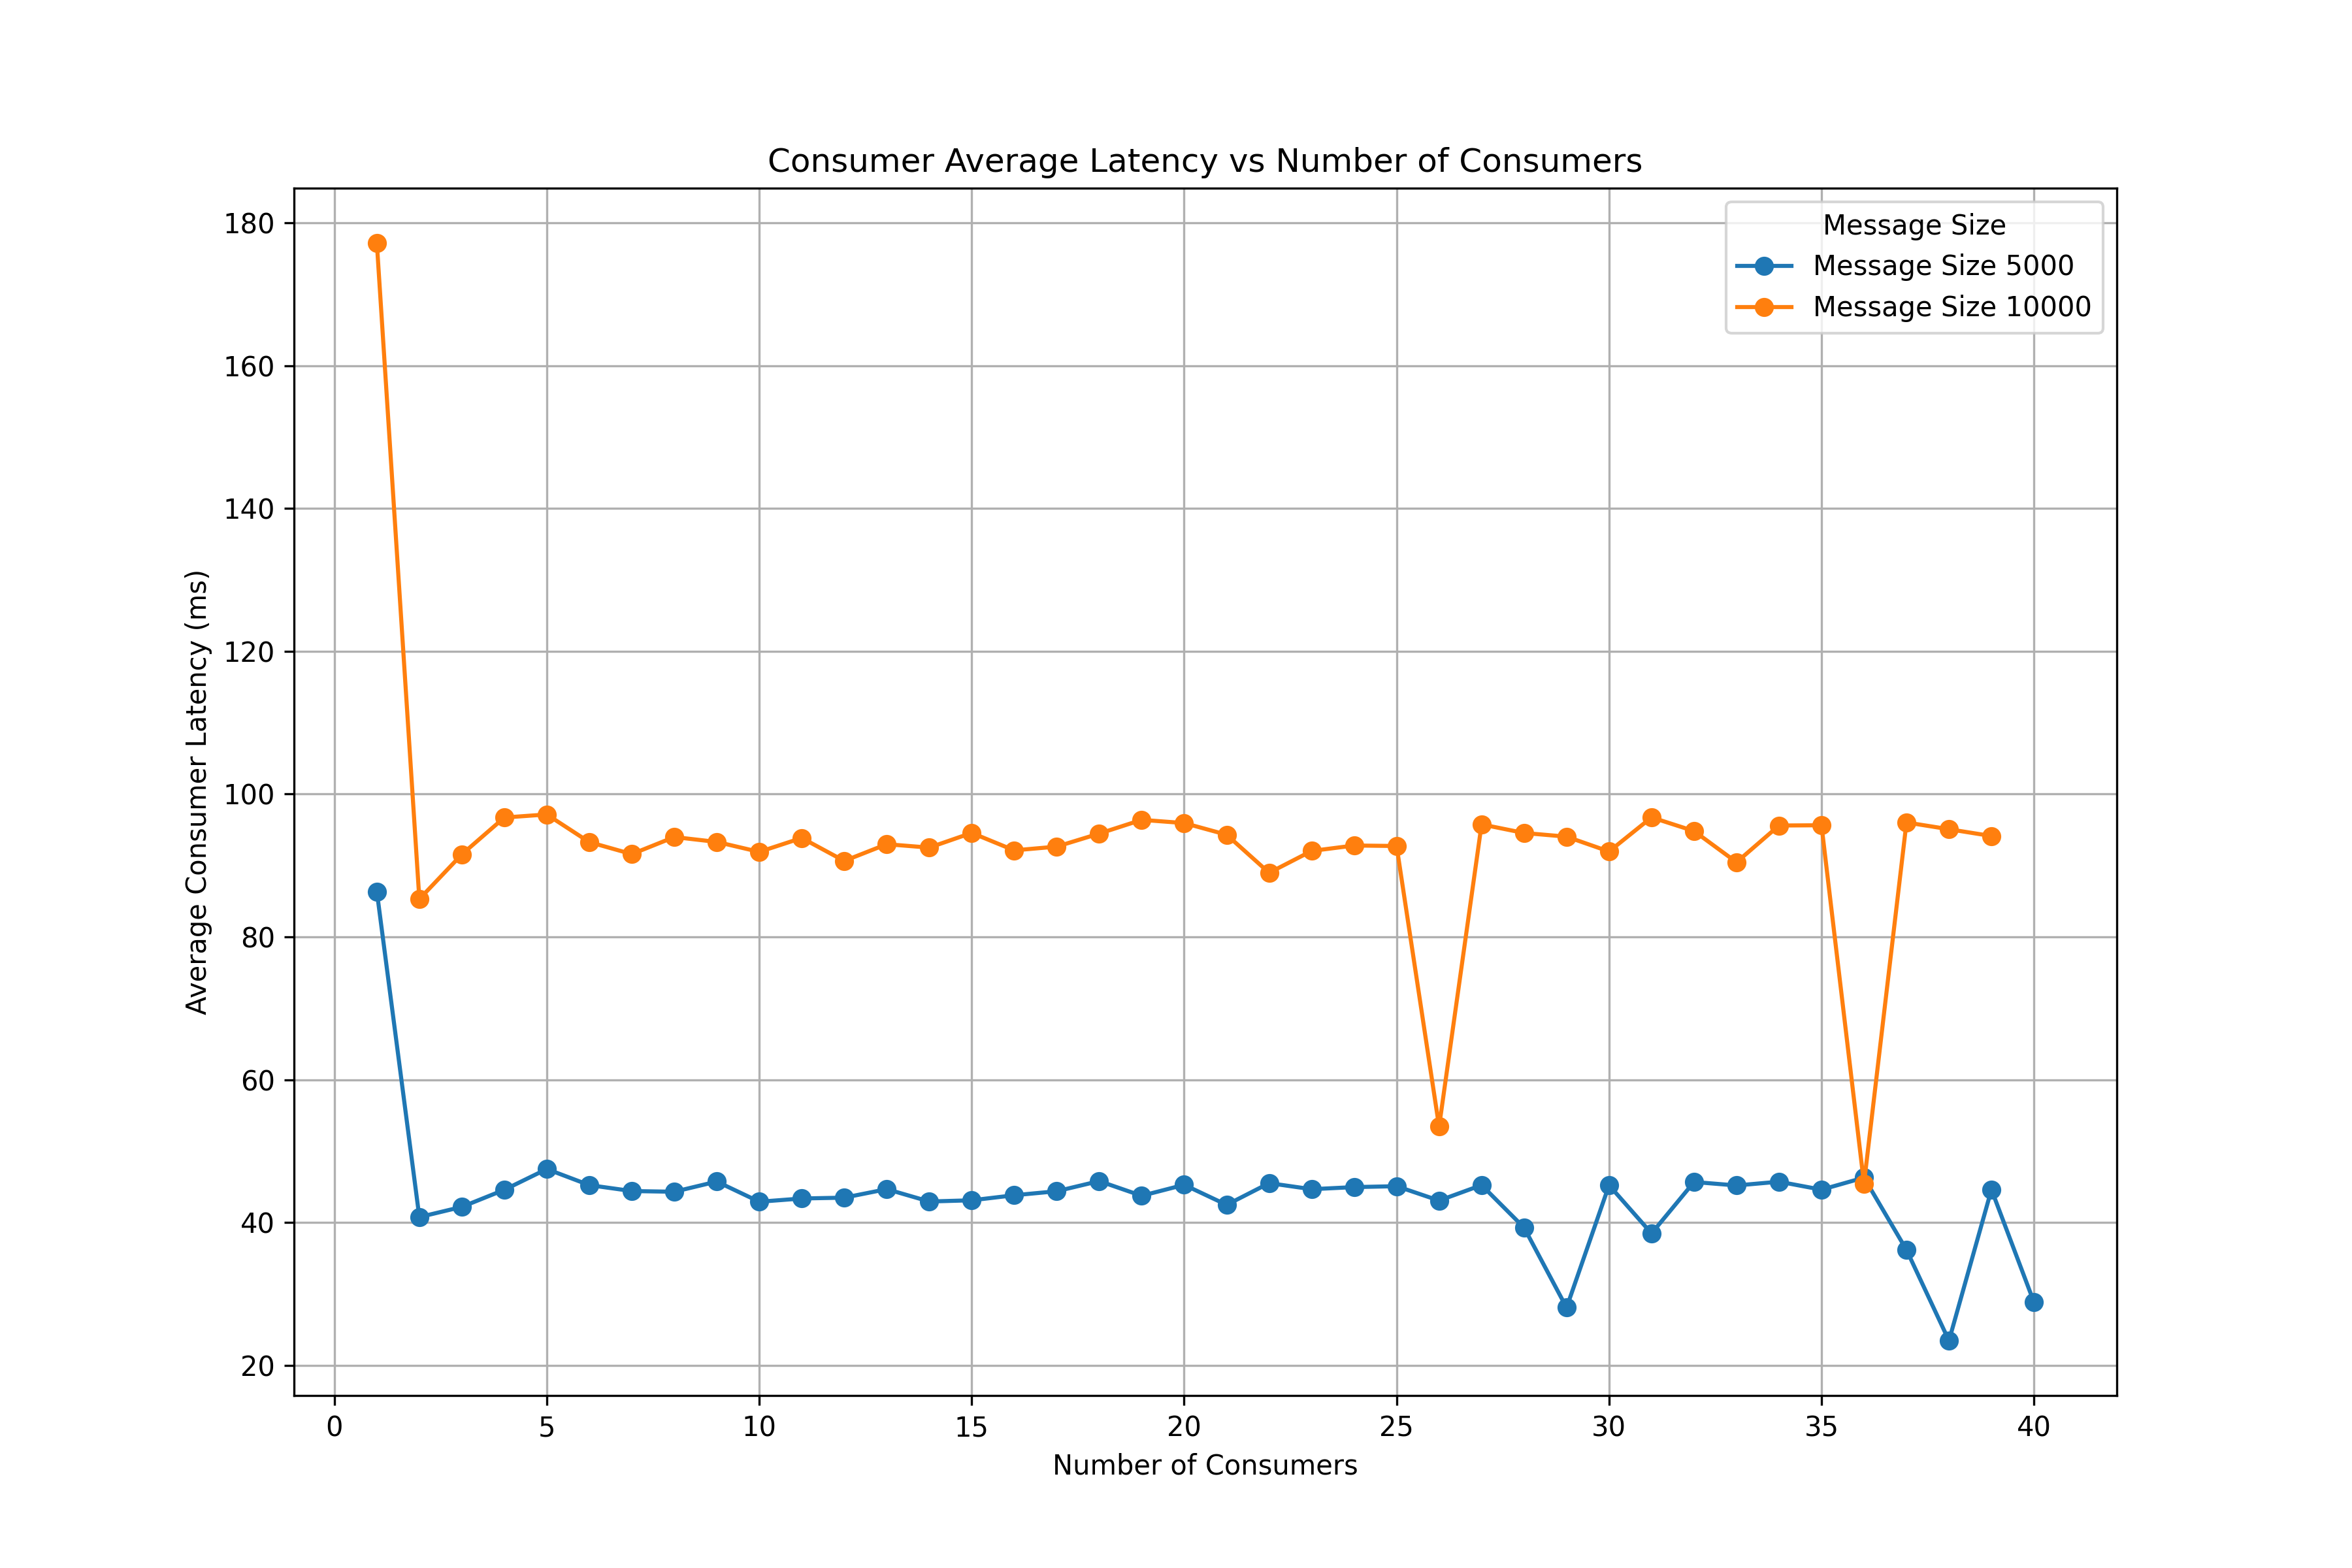 Consumer Average Latency vs Number of Consumers
Message Size
Message Size 5000
Message Size 10000
Average Consumer Latency (ms)
180
160
140
120
100
80
60
40
20
0 5 10 15 20 25 30 35 40
Number of Consumers